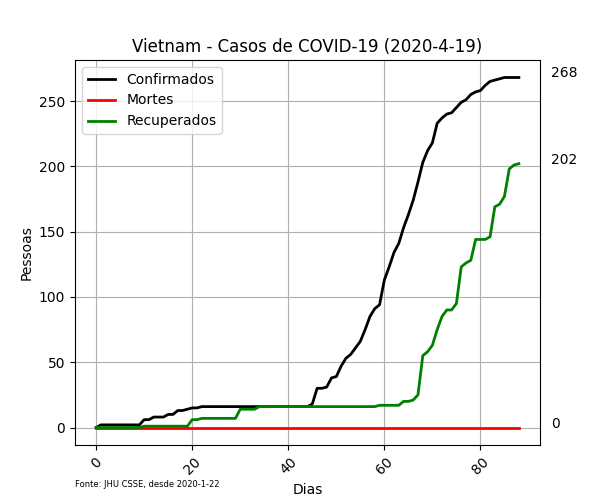 Vietnam - Casos de COVID-19 (2020-4-19)
Confirmados
Mortes
Recuperados
268
250
202
200
150
100
50
0
0
Pessoas
0
20
40
60
80
Fonte: JHU CSSE, desde 2020-1-22
Dias